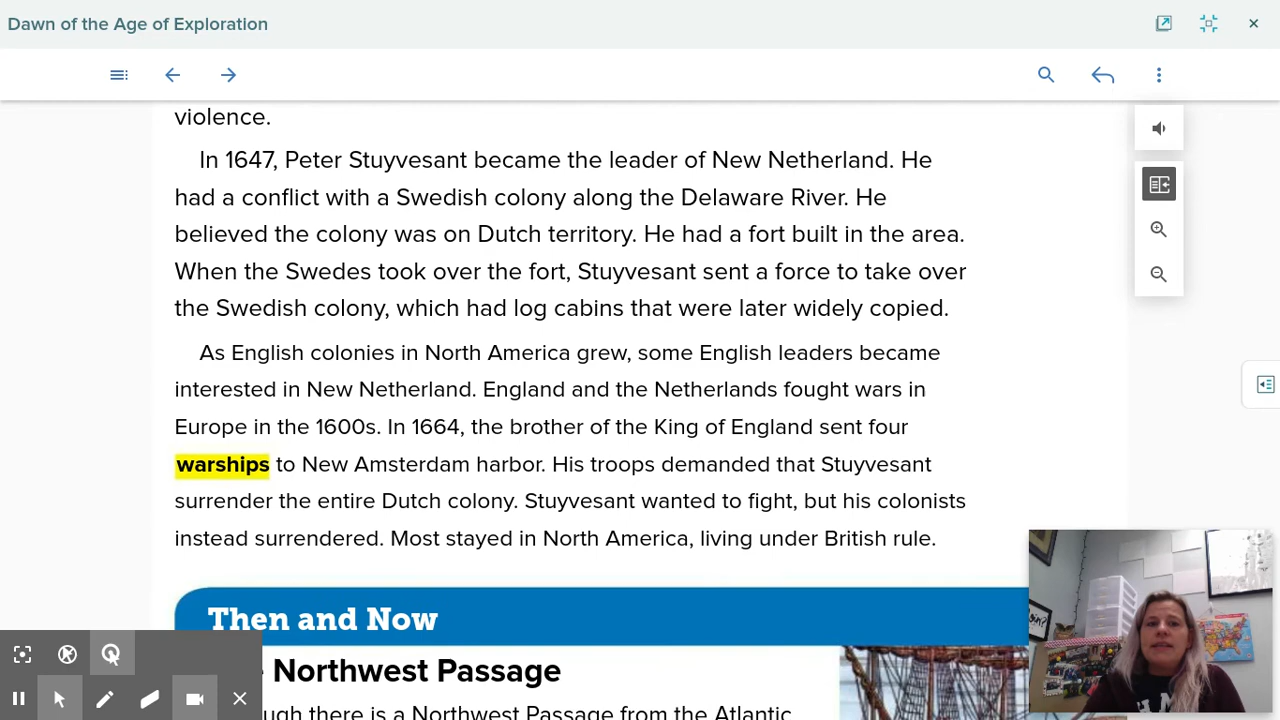 Dawn of the Age of Exploration
violence.
In 1647, Peter Stuyvesant became the leader of New Netherland. He
had a conflict with a Swedish colony along the Delaware River. He
believed the colony was on Dutch territory. He had a fort built in the area.
When the Swedes took over the fort, Stuyvesant sent a force to take over
the Swedish colony, which had log cabins that were later widely copied.
As English colonies in North America grew, some English leaders became
interested in New Netherland. England and the Netherlands fought wars in
Europe in the 1600s. In 1664, the brother of the King of England sent four
warships to New Amsterdam harbor. His troops demanded that Stuyvesant
surrender the entire Dutch colony. Stuyvesant wanted to fight, but his colonists
instead surrendered. Most stayed in North America, living under British rule.
Then and Now
Northwest Passage
there is a Northwest Passage from the Atlantic